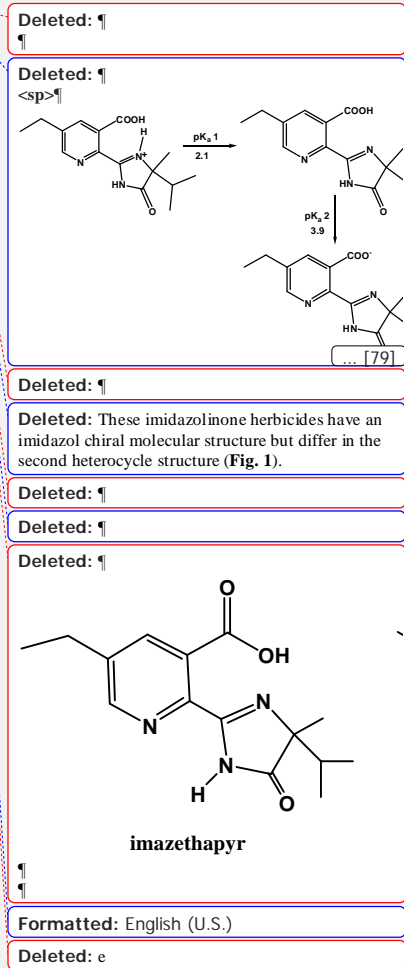 Deleted: ¶
¶
Deleted: ¶
<sp>¶
COOH
H
N+
N
HN
O
pKa 1
2.1
COOH
N
N
HN
O
pKa 2
3.9
COO-
N
N
HN
... [79]
Deleted: ¶
Deleted: These imidazolinone herbicides have an
imidazol chiral molecular structure but differ in the
second heterocycle structure (Fig. 1).
Deleted: ¶
Deleted: ¶
Deleted: ¶
O
OH
N
N
N
H
O
imazethapyr
¶
¶
Formatted: English (U.S.)
Deleted: e